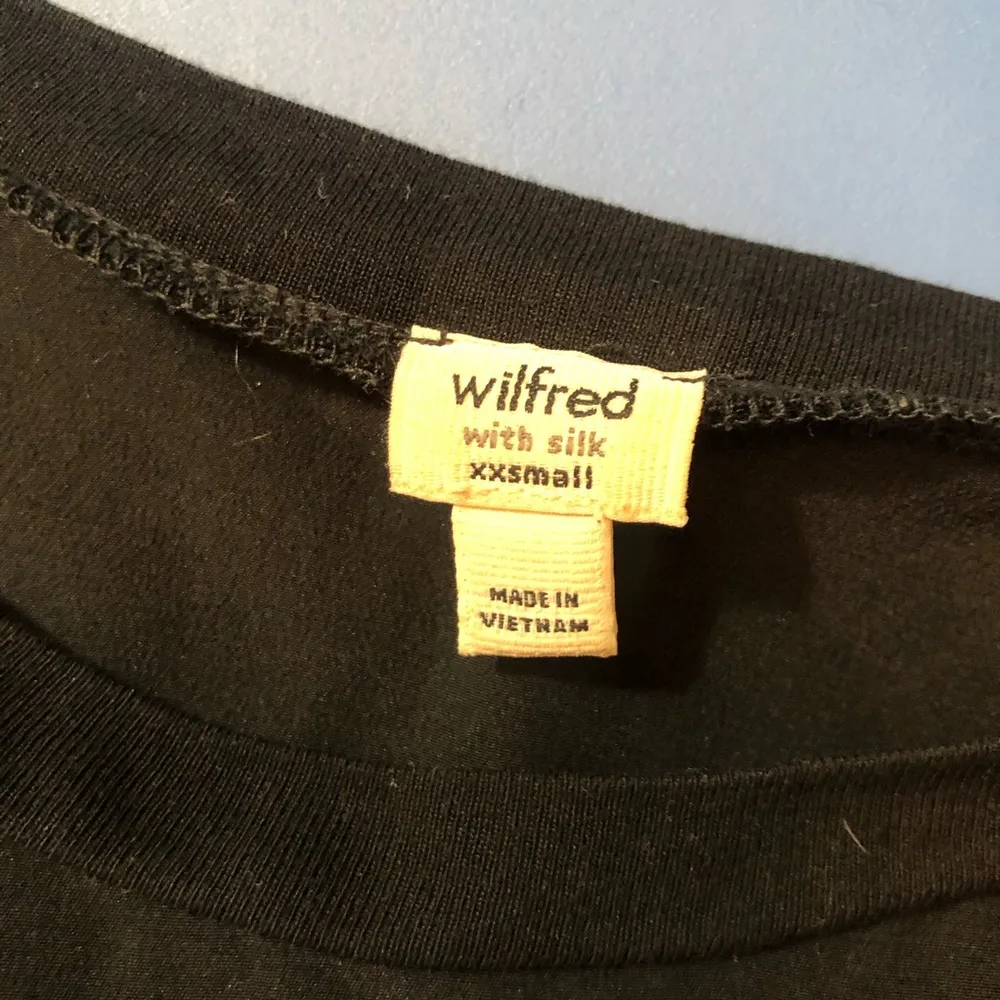 wilfred
with silk
xxsmall
MADE IN
VIETNAM